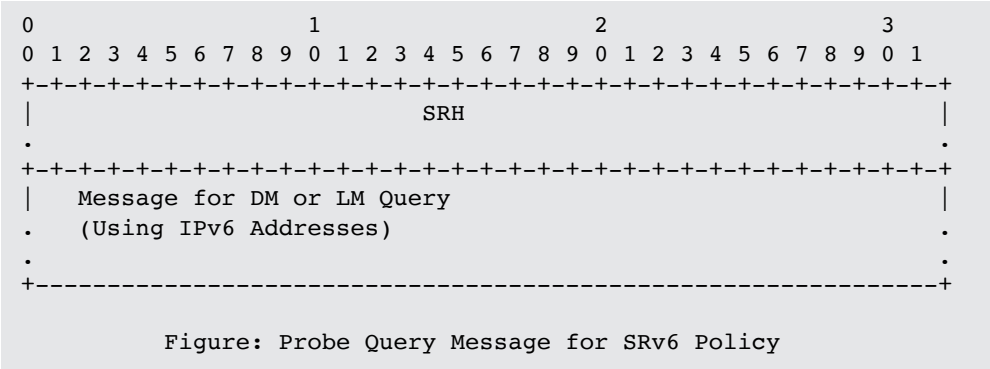 0                   1                   2                   3
0 1 2 3 4 5 6 7 8 9 0 1 2 3 4 5 6 7 8 9 0 1 2 3 4 5 6 7 8 9 0 1
+-+-+-+-+-+-+-+-+-+-+-+-+-+-+-+-+-+-+-+-+-+-+-+-+-+-+-+-+-+-+-+-+
|                           SRH                                 |
.                                                               .
+-+-+-+-+-+-+-+-+-+-+-+-+-+-+-+-+-+-+-+-+-+-+-+-+-+-+-+-+-+-+-+-+
|   Message for DM or LM Query                                  |
.   (Using IPv6 Addresses)                                      .
.                                                               .
+---------------------------------------------------------------+
Figure: Probe Query Message for SRv6 Policy